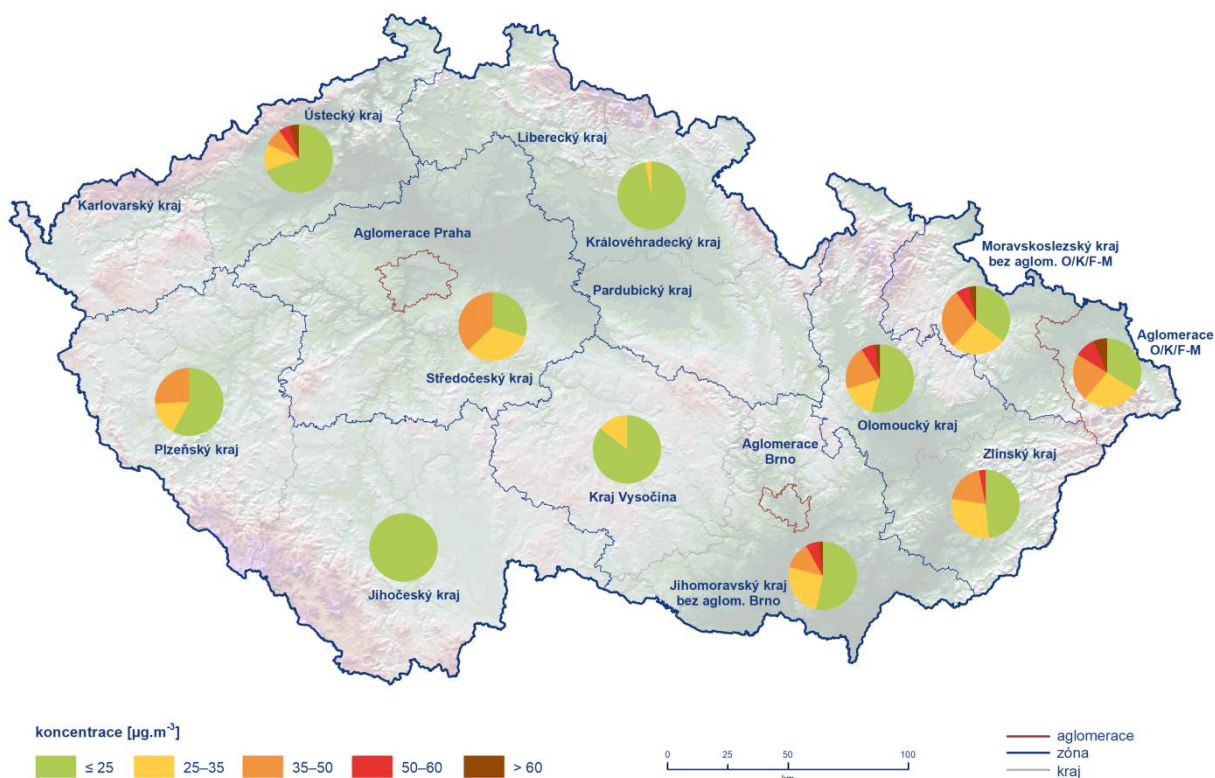 Ústecký kraj
Liberecký kraj
Karlovarský kraj
Aglomerace Praha
Královéhradecký kraj
Moravskoslezský kraj
bez aglom. O/K/F-M
Pardubický kraj
Aglomerace
O/K/F-M
Středočeský kraj
Olomoucký kraj
Plzeňský kraj
Aglomerace
Brno
Zlínský kraj
Kraj Vysočina
Jihočeský kraj
Jihomoravský kraj
bez aglom. Brno
koncentrace [µg.m⁻³]
≤ 25
25–35
35–50
50–60
> 60
0 25 50 100
km
aglomerace
zóna
kraj